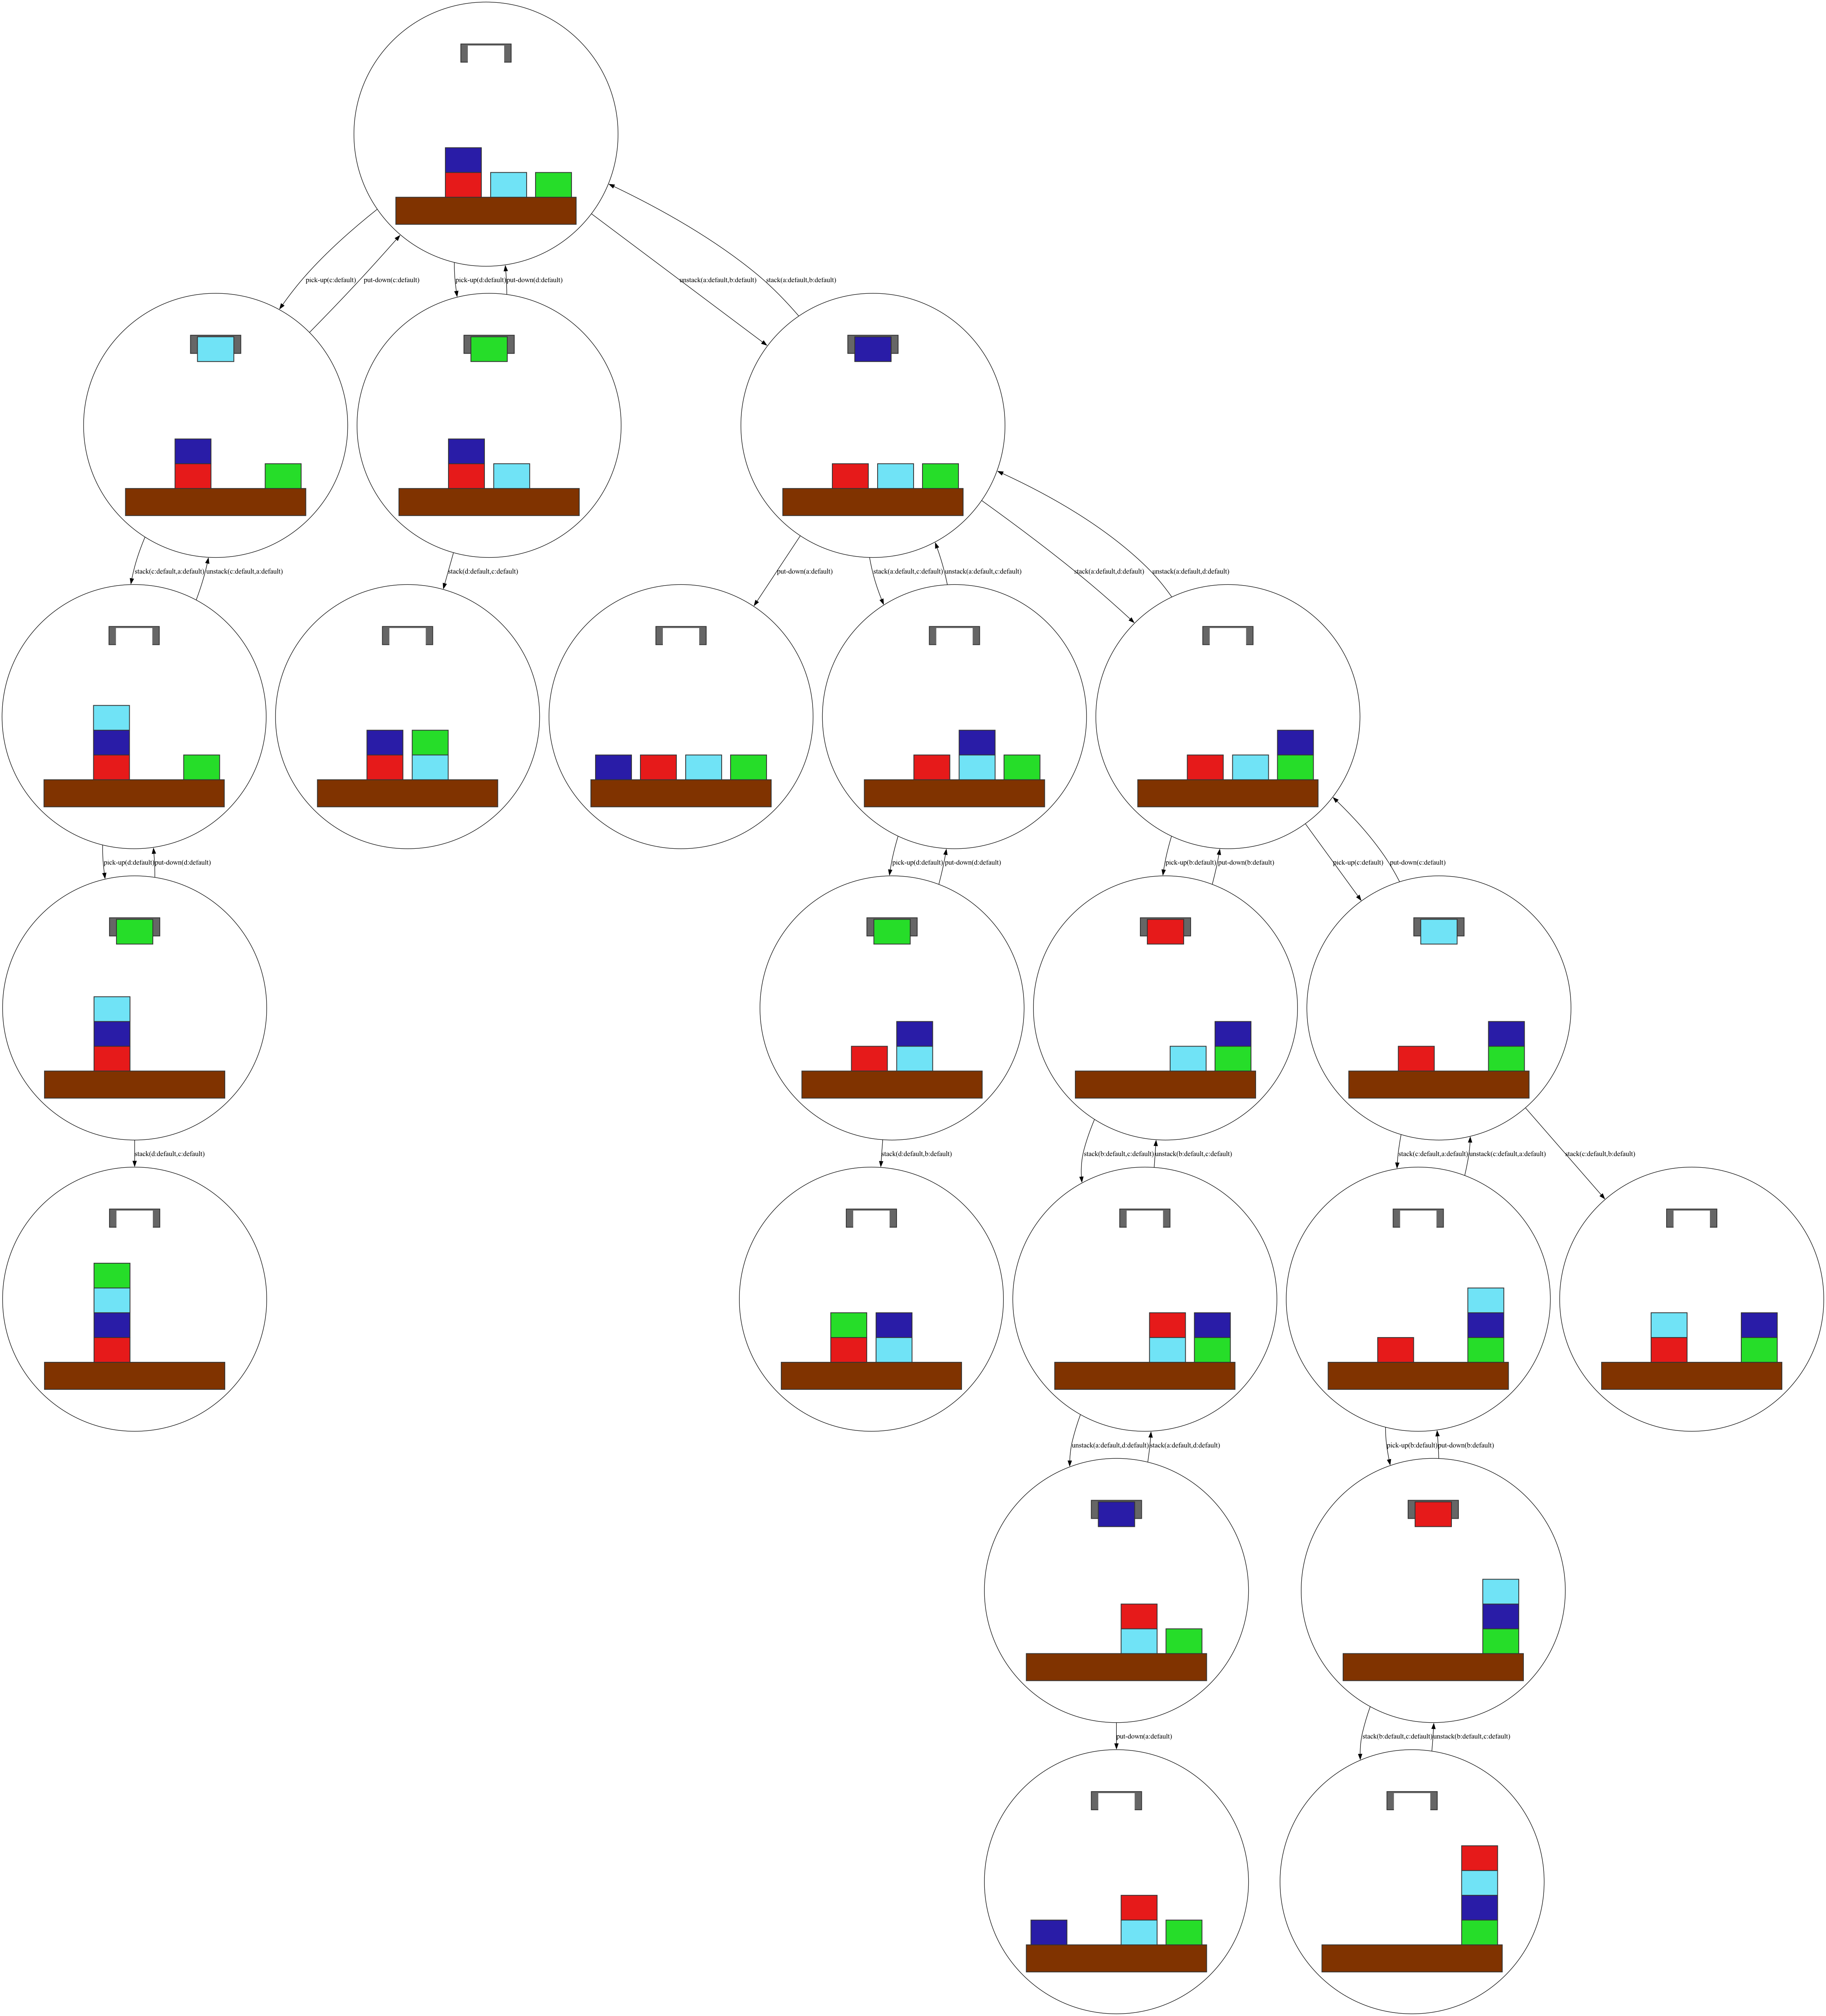 pick-up(c:default)
put-down(c:default)
pick-up(d:default)
put-down(d:default)
unstack(a:default,b:default)
stack(a:default,b:default)
stack(c:default,a:default)
unstack(c:default,a:default)
stack(d:default,c:default)
put-down(a:default)
stack(a:default,c:default)
unstack(a:default,c:default)
stack(a:default,d:default)
unstack(a:default,d:default)
pick-up(d:default)
put-down(d:default)
pick-up(d:default)
put-down(d:default)
pick-up(b:default)
put-down(b:default)
pick-up(c:default)
put-down(c:default)
stack(d:default,c:default)
stack(d:default,b:default)
stack(b:default,c:default)
unstack(b:default,c:default)
stack(c:default,a:default)
unstack(c:default,a:default)
stack(c:default,b:default)
unstack(a:default,d:default)
stack(a:default,d:default)
pick-up(b:default)
put-down(b:default)
put-down(a:default)
stack(b:default,c:default)
unstack(b:default,c:default)